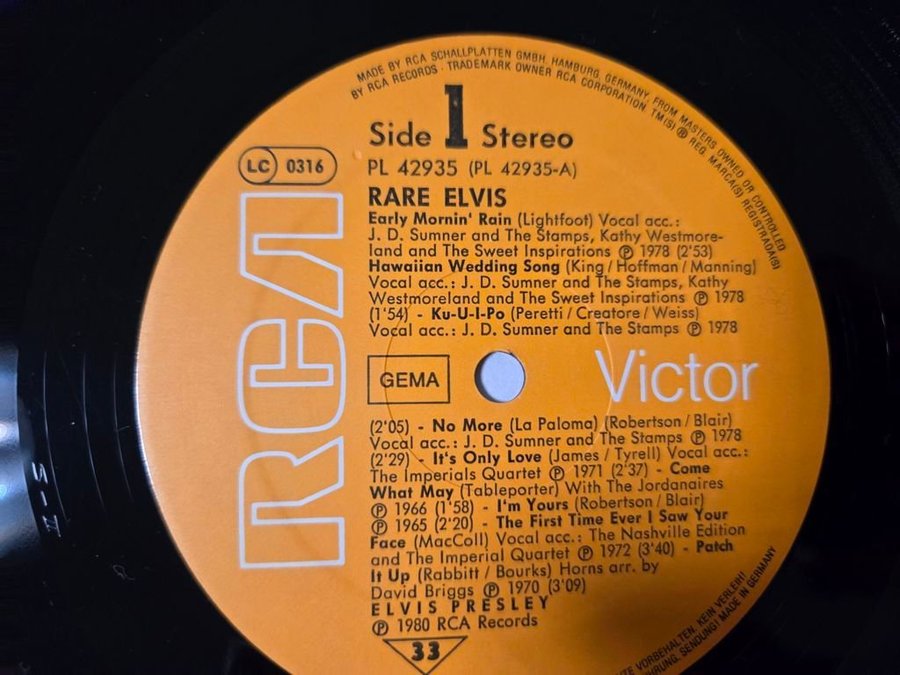 MADE BY RCA SCHALLPLATTEN GMBH, HAMBURG, GERMANY, FROM MASTERS OWNED OR CONTROLLED
BY RCA RECORDS · TRADEMARK OWNER RCA CORPORATION, TM(S) ® REG. MARCA(S) REGISTRADA(S)
Side 1 Stereo
LC 0316
PL 42935 (PL 42935-A)
RARE ELVIS
Early Mornin' Rain (Lightfoot) Vocal acc.:
J. D. Sumner and The Stamps, Kathy Westmore-
land and The Sweet Inspirations ℗ 1978 (2'53)
Hawaiian Wedding Song (King / Hoffman / Manning)
Vocal acc.: J. D. Sumner and The Stamps, Kathy
Westmoreland and The Sweet Inspirations ℗ 1978
(1'54) - Ku-U-I-Po (Peretti / Creatore / Weiss)
Vocal acc.: J. D. Sumner and The Stamps ℗ 1978
RCA
GEMA
Victor
(2'05) - No More (La Paloma) (Robertson / Blair)
Vocal acc.: J. D. Sumner and The Stamps ℗ 1978
(2'29) - It's Only Love (James / Tyrell) Vocal acc.:
The Imperials Quartet ℗ 1971 (2'37) - Come
What May (Tableporter) With The Jordanaires
℗ 1966 (1'58) - I'm Yours (Robertson / Blair)
℗ 1965 (2'20) - The First Time Ever I Saw Your
Face (MacColl) Vocal acc.: The Nashville Edition
and The Imperial Quartet ℗ 1972 (3'40) - Patch
It Up (Rabbitt / Bourks) Horns arr. by
David Briggs ℗ 1970 (3'09)
ELVIS PRESLEY
℗ 1980 RCA Records
33
VORBEHALTEN. KEIN VERLEIH!
SENDUNG! MADE IN GERMANY
S-II